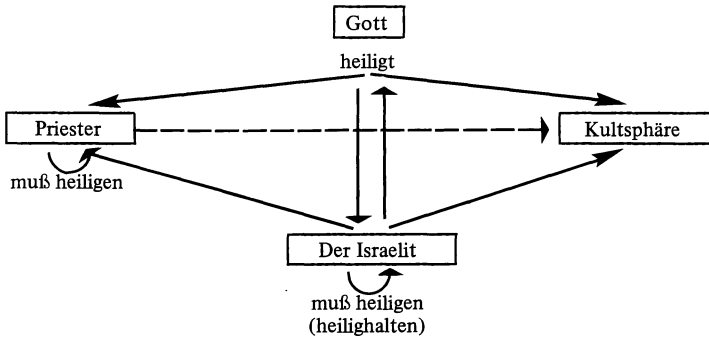 Gott
heiligt
Priester
Kultsphäre
muß heiligen
Der Israelit
muß heiligen
(heilighalten)